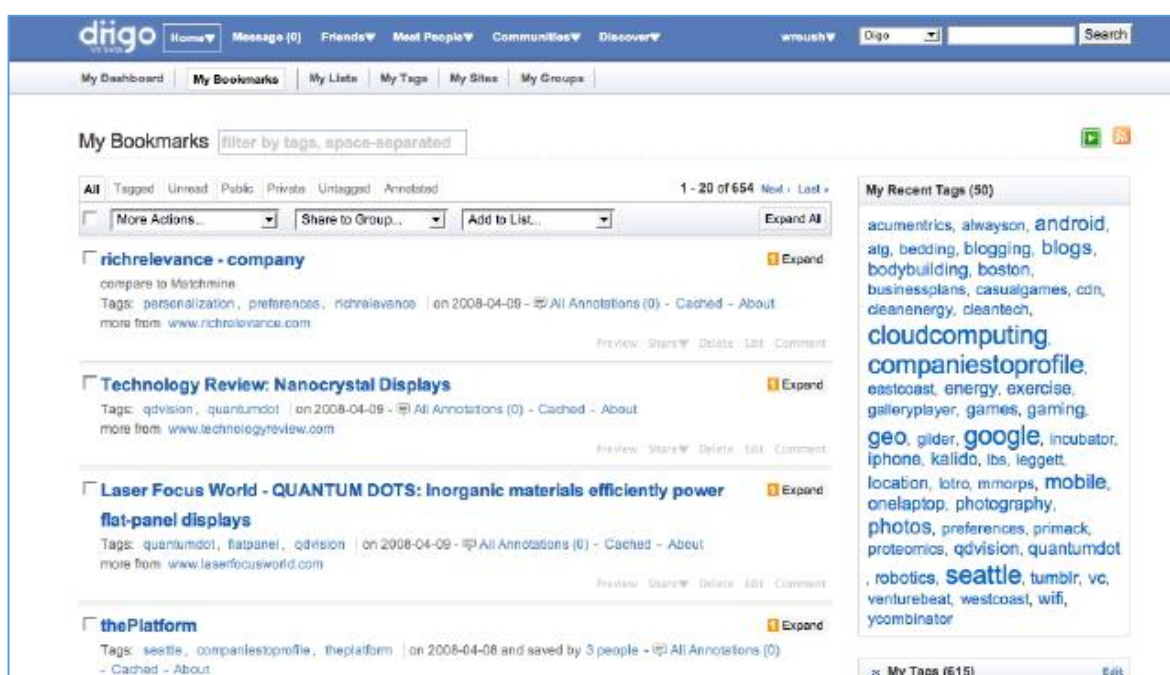 diigo
Home▼ Message (0) Friends▼ Meet People▼ Communities▼ Discover▼ wroush▼ Diigo Search
My Dashboard My Bookmarks My Lists My Tags My Sites My Groups
My Bookmarks filter by tags, space-separated
All Tagged Unread Public Private Untagged Annotated 1 - 20 of 654 Next › Last »
More Actions... Share to Group... Add to List... Expand All
richrelevance - company Expand
compare to Matchmine
Tags: personalization, preferences, richrelevance on 2008-04-09 - All Annotations (0) - Cached - About
more from www.richrelevance.com
Preview Share▼ Delete Edit Comment
Technology Review: Nanocrystal Displays Expand
Tags: qdvision, quantumdot on 2008-04-09 - All Annotations (0) - Cached - About
more from www.technologyreview.com
Preview Share▼ Delete Edit Comment
Laser Focus World - QUANTUM DOTS: Inorganic materials efficiently power Expand
flat-panel displays
Tags: quantumdot, flatpanel, qdvision on 2008-04-09 - All Annotations (0) - Cached - About
more from www.laserfocusworld.com
Preview Share▼ Delete Edit Comment
thePlatform Expand
Tags: seattle, companiestoprofile, theplatform on 2008-04-08 and saved by 3 people - All Annotations (0)
- Cached - About
My Recent Tags (50)
acumentrics, alwayson, android,
atg, bedding, blogging, blogs,
bodybuilding, boston,
businessplans, casualgames, cdn,
cleanenergy, cleantech,
cloudcomputing,
companiestoprofile,
eastcoast, energy, exercise,
galleryplayer, games, gaming,
geo, gilder, google, incubator,
iphone, kalido, lbs, leggett,
location, lotro, mmorps, mobile,
onelaptop, photography,
photos, preferences, primack,
proteomics, qdvision, quantumdot
, robotics, seattle, tumblr, vc,
venturebeat, westcoast, wifi,
ycombinator
My Tags (615) Edit